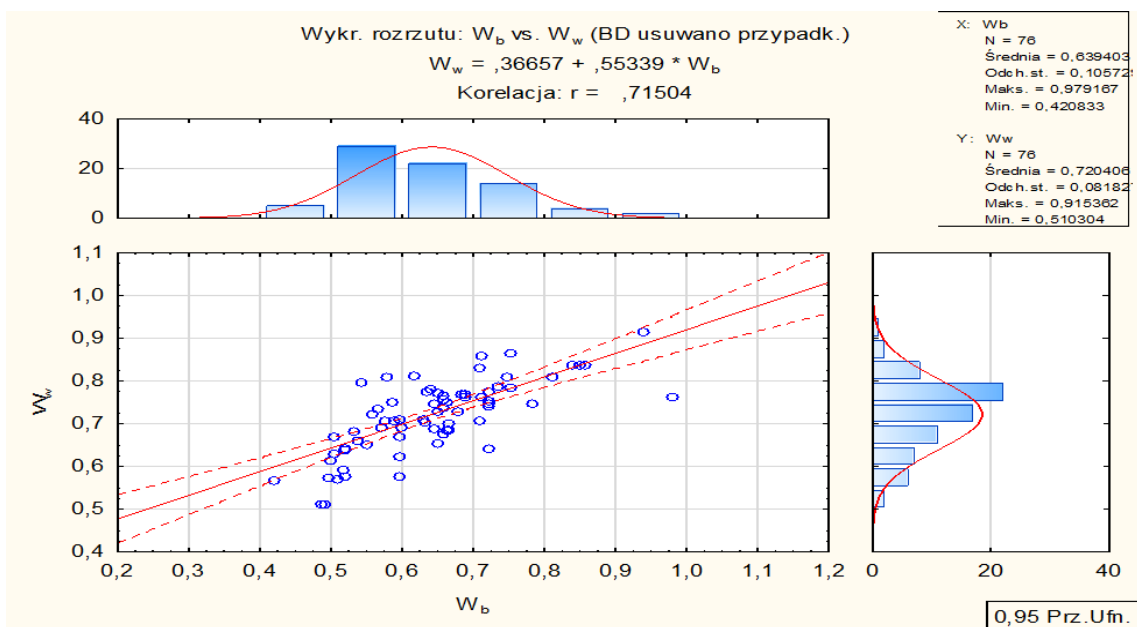 Wykr. rozrzutu: Wb vs. Ww (BD usuwano przypadk.)
Ww = ,36657 + ,55339 * Wb
Korelacja: r = ,71504
X: Wb
N = 76
Średnia = 0,639403
Odch.st. = 0,105729
Maks. = 0,979167
Min. = 0,420833
Y: Ww
N = 76
Średnia = 0,720406
Odch.st. = 0,081827
Maks. = 0,915362
Min. = 0,510304
40
20
0
1,1
1,0
0,9
0,8
0,7
0,6
0,5
0,4
Ww
0,2 0,3 0,4 0,5 0,6 0,7 0,8 0,9 1,0 1,1 1,2
Wb
0 20 40
0,95 Prz.Ufn.